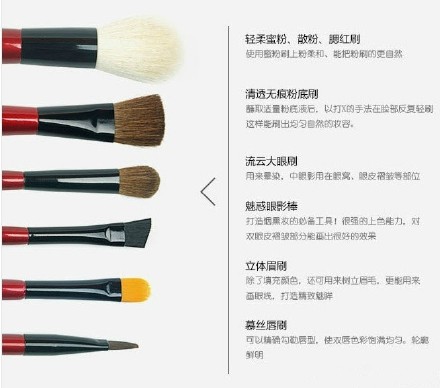 轻柔蜜粉、散粉、腮红刷
使用蜜粉刷上粉柔和、能把粉刷的更自然
清透无痕粉底刷
蘸取适量粉底液后，以打X的手法在脸部反复轻刷
这样能刷出均匀自然的妆容。
流云大眼刷
用来晕染，中眼影用在眼窝、眼皮褶皱等部位
魅惑眼影棒
打造烟熏妆的必备工具！很强的上色能力，对
双眼皮褶皱部分能画出很好的效果
立体眉刷
除了填充颜色，还可用来树立眉毛，更能用来
画眼线，打造精致魅眸
慕丝唇刷
可以精确勾勒唇型，使双唇色彩饱满均匀。轮廓
鲜明